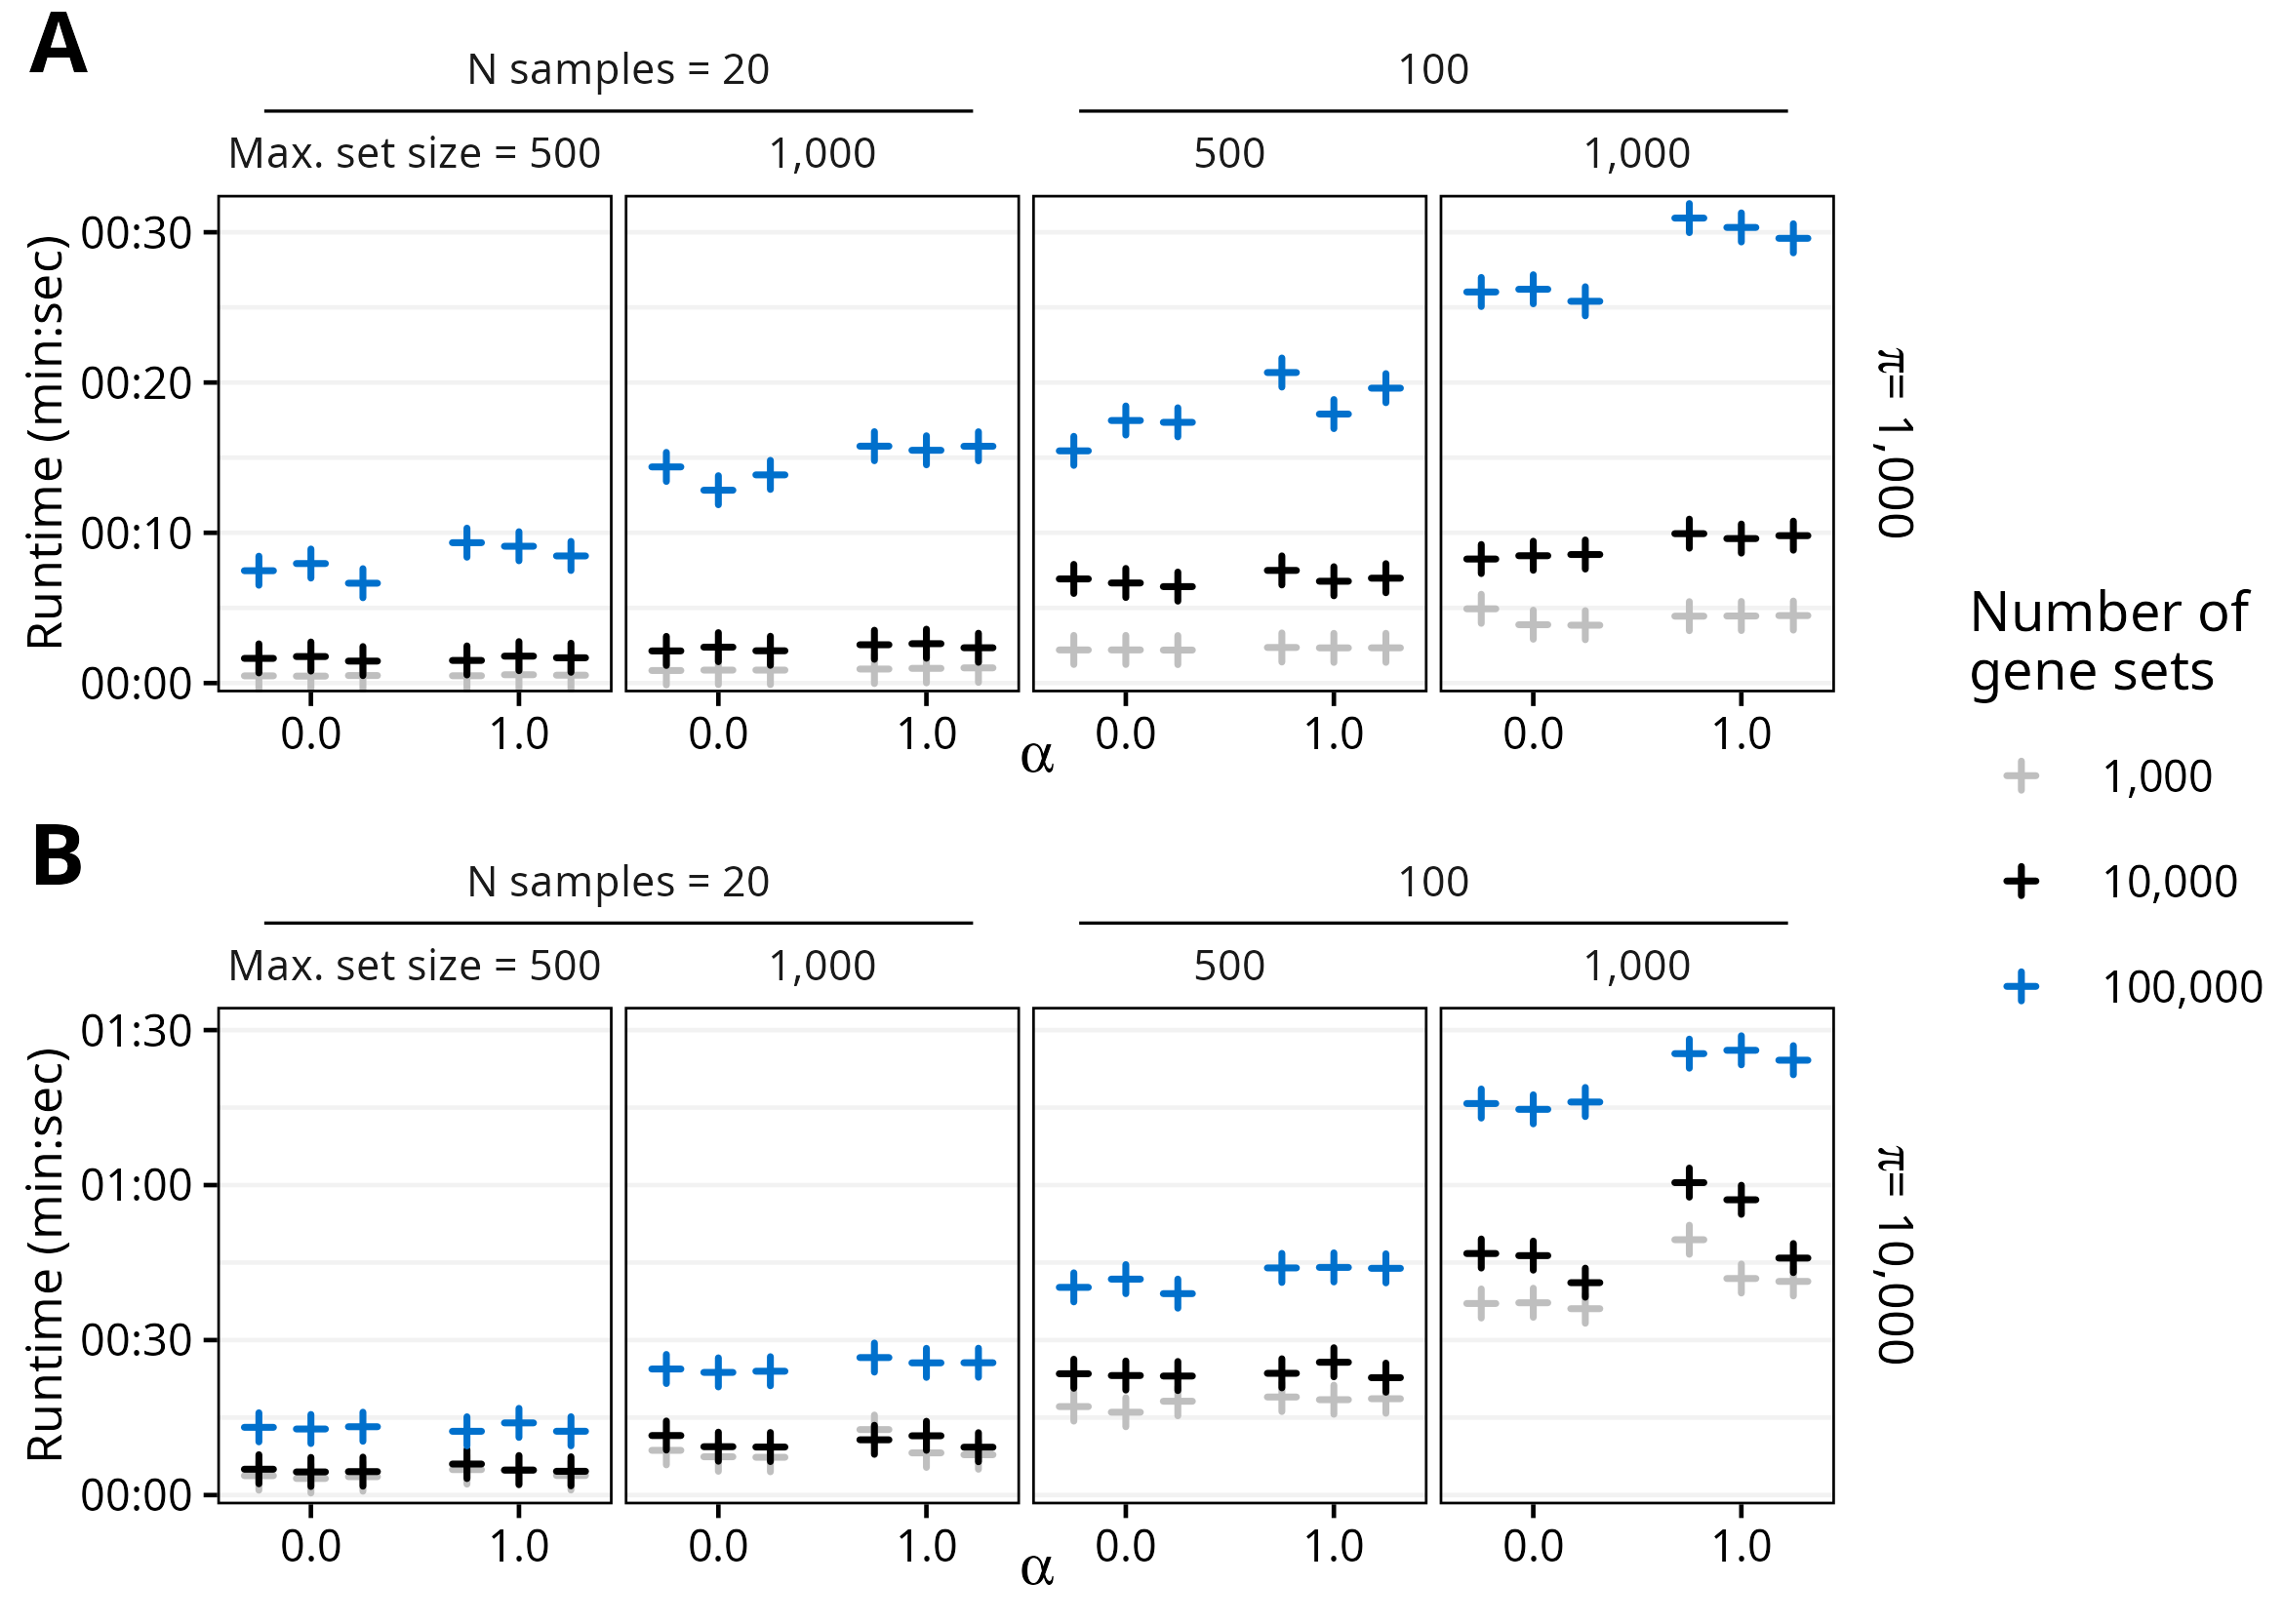 A
N samples = 20
100
Max. set size = 500
1,000
500
1,000
Runtime (min:sec)
00:30
00:20
00:10
00:00
0.0
1.0
0.0
1.0
0.0
1.0
0.0
1.0
α
π= 1,000
B
N samples = 20
100
Max. set size = 500
1,000
500
1,000
Runtime (min:sec)
01:30
01:00
00:30
00:00
0.0
1.0
0.0
1.0
0.0
1.0
0.0
1.0
α
π= 10,000
Number of
gene sets
1,000
10,000
100,000